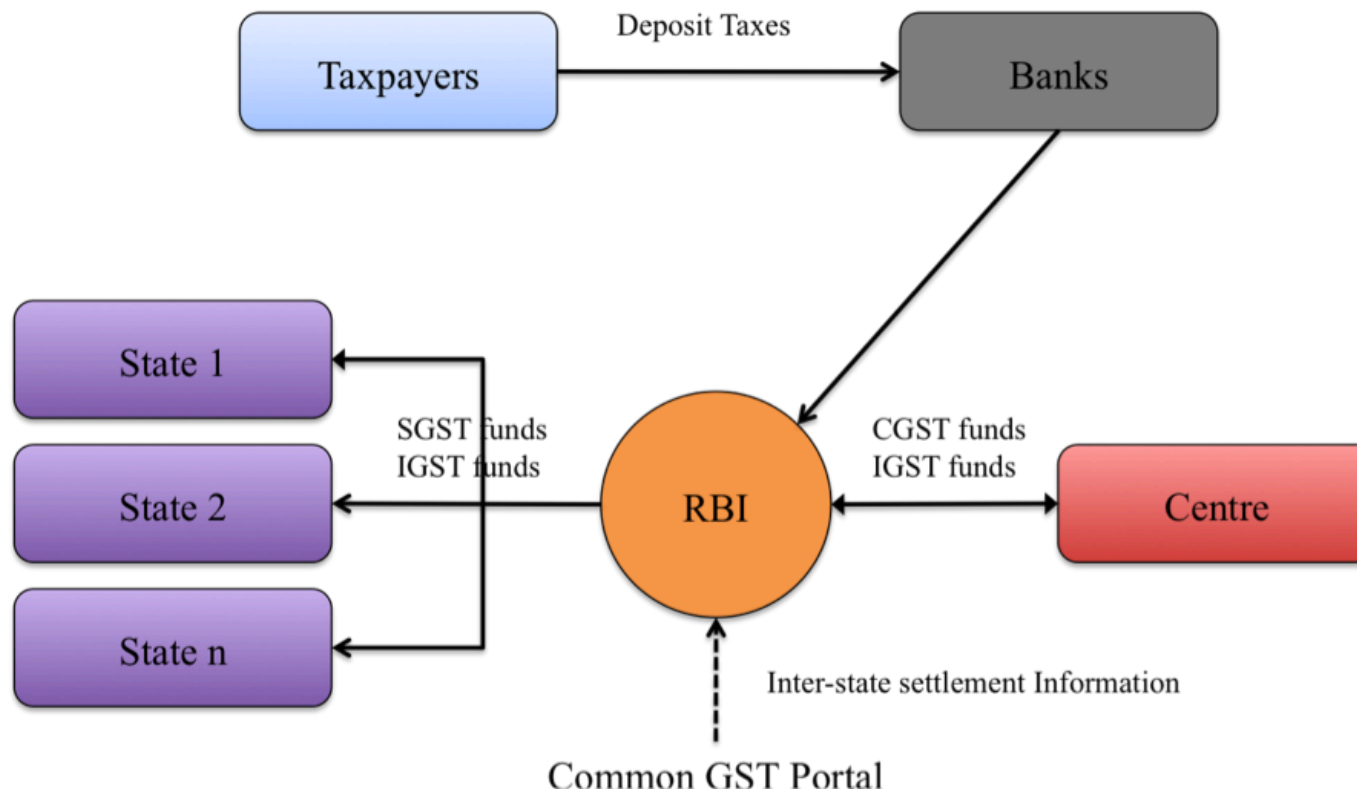 Deposit Taxes
Taxpayers
Banks
State 1
SGST funds
IGST funds
CGST funds
IGST funds
State 2
RBI
Centre
State n
Inter-state settlement Information
Common GST Portal